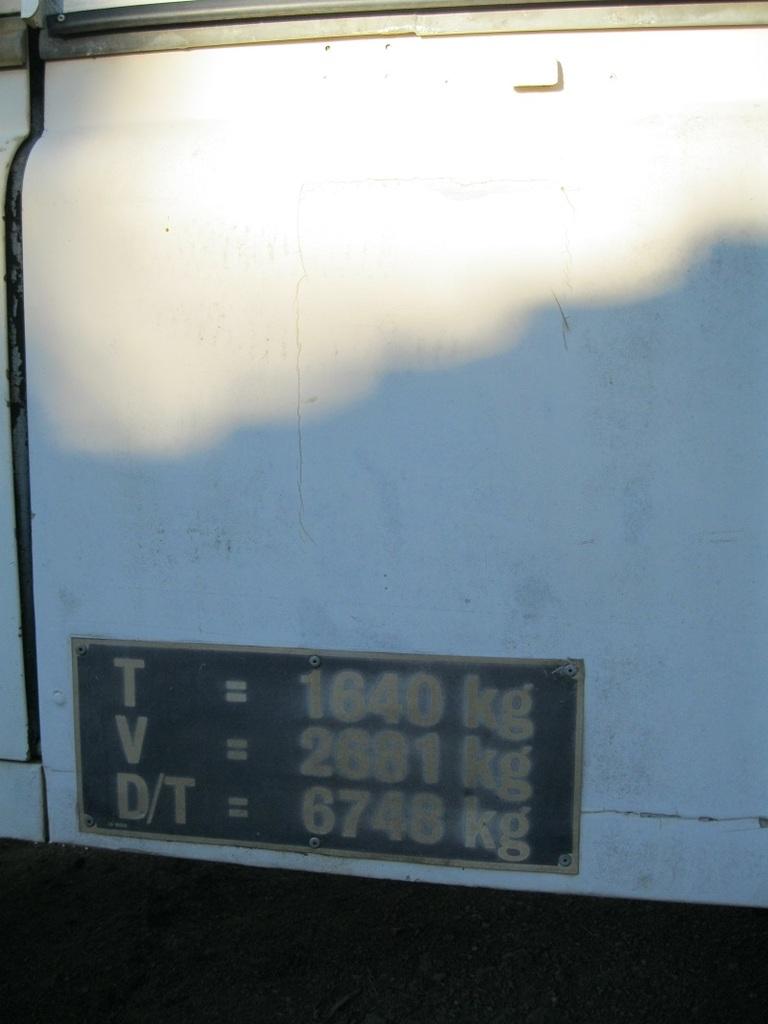 T = 1640 kg
V = 2681 kg
D/T = 6748 kg